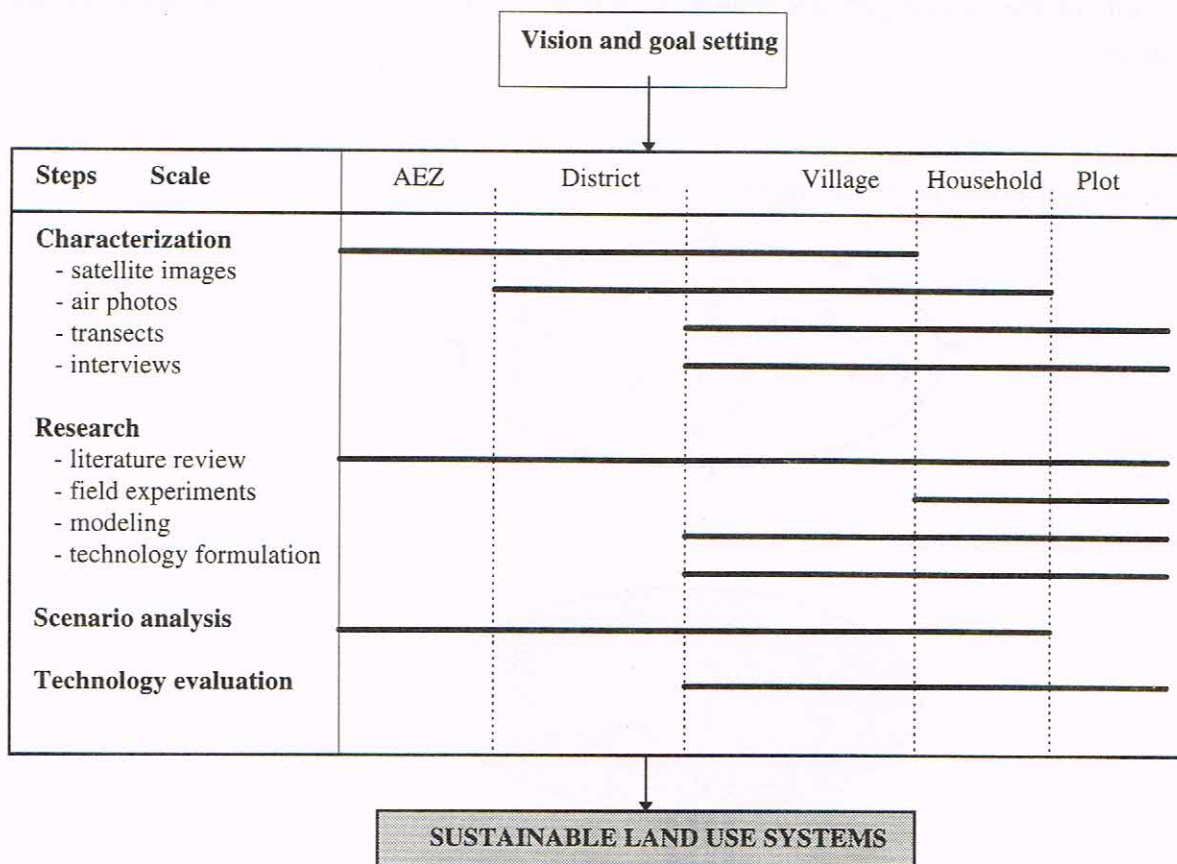 Vision and goal setting
Steps Scale AEZ District Village Household Plot
Characterization
- satellite images
- air photos
- transects
- interviews
Research
- literature review
- field experiments
- modeling
- technology formulation
Scenario analysis
Technology evaluation
SUSTAINABLE LAND USE SYSTEMS